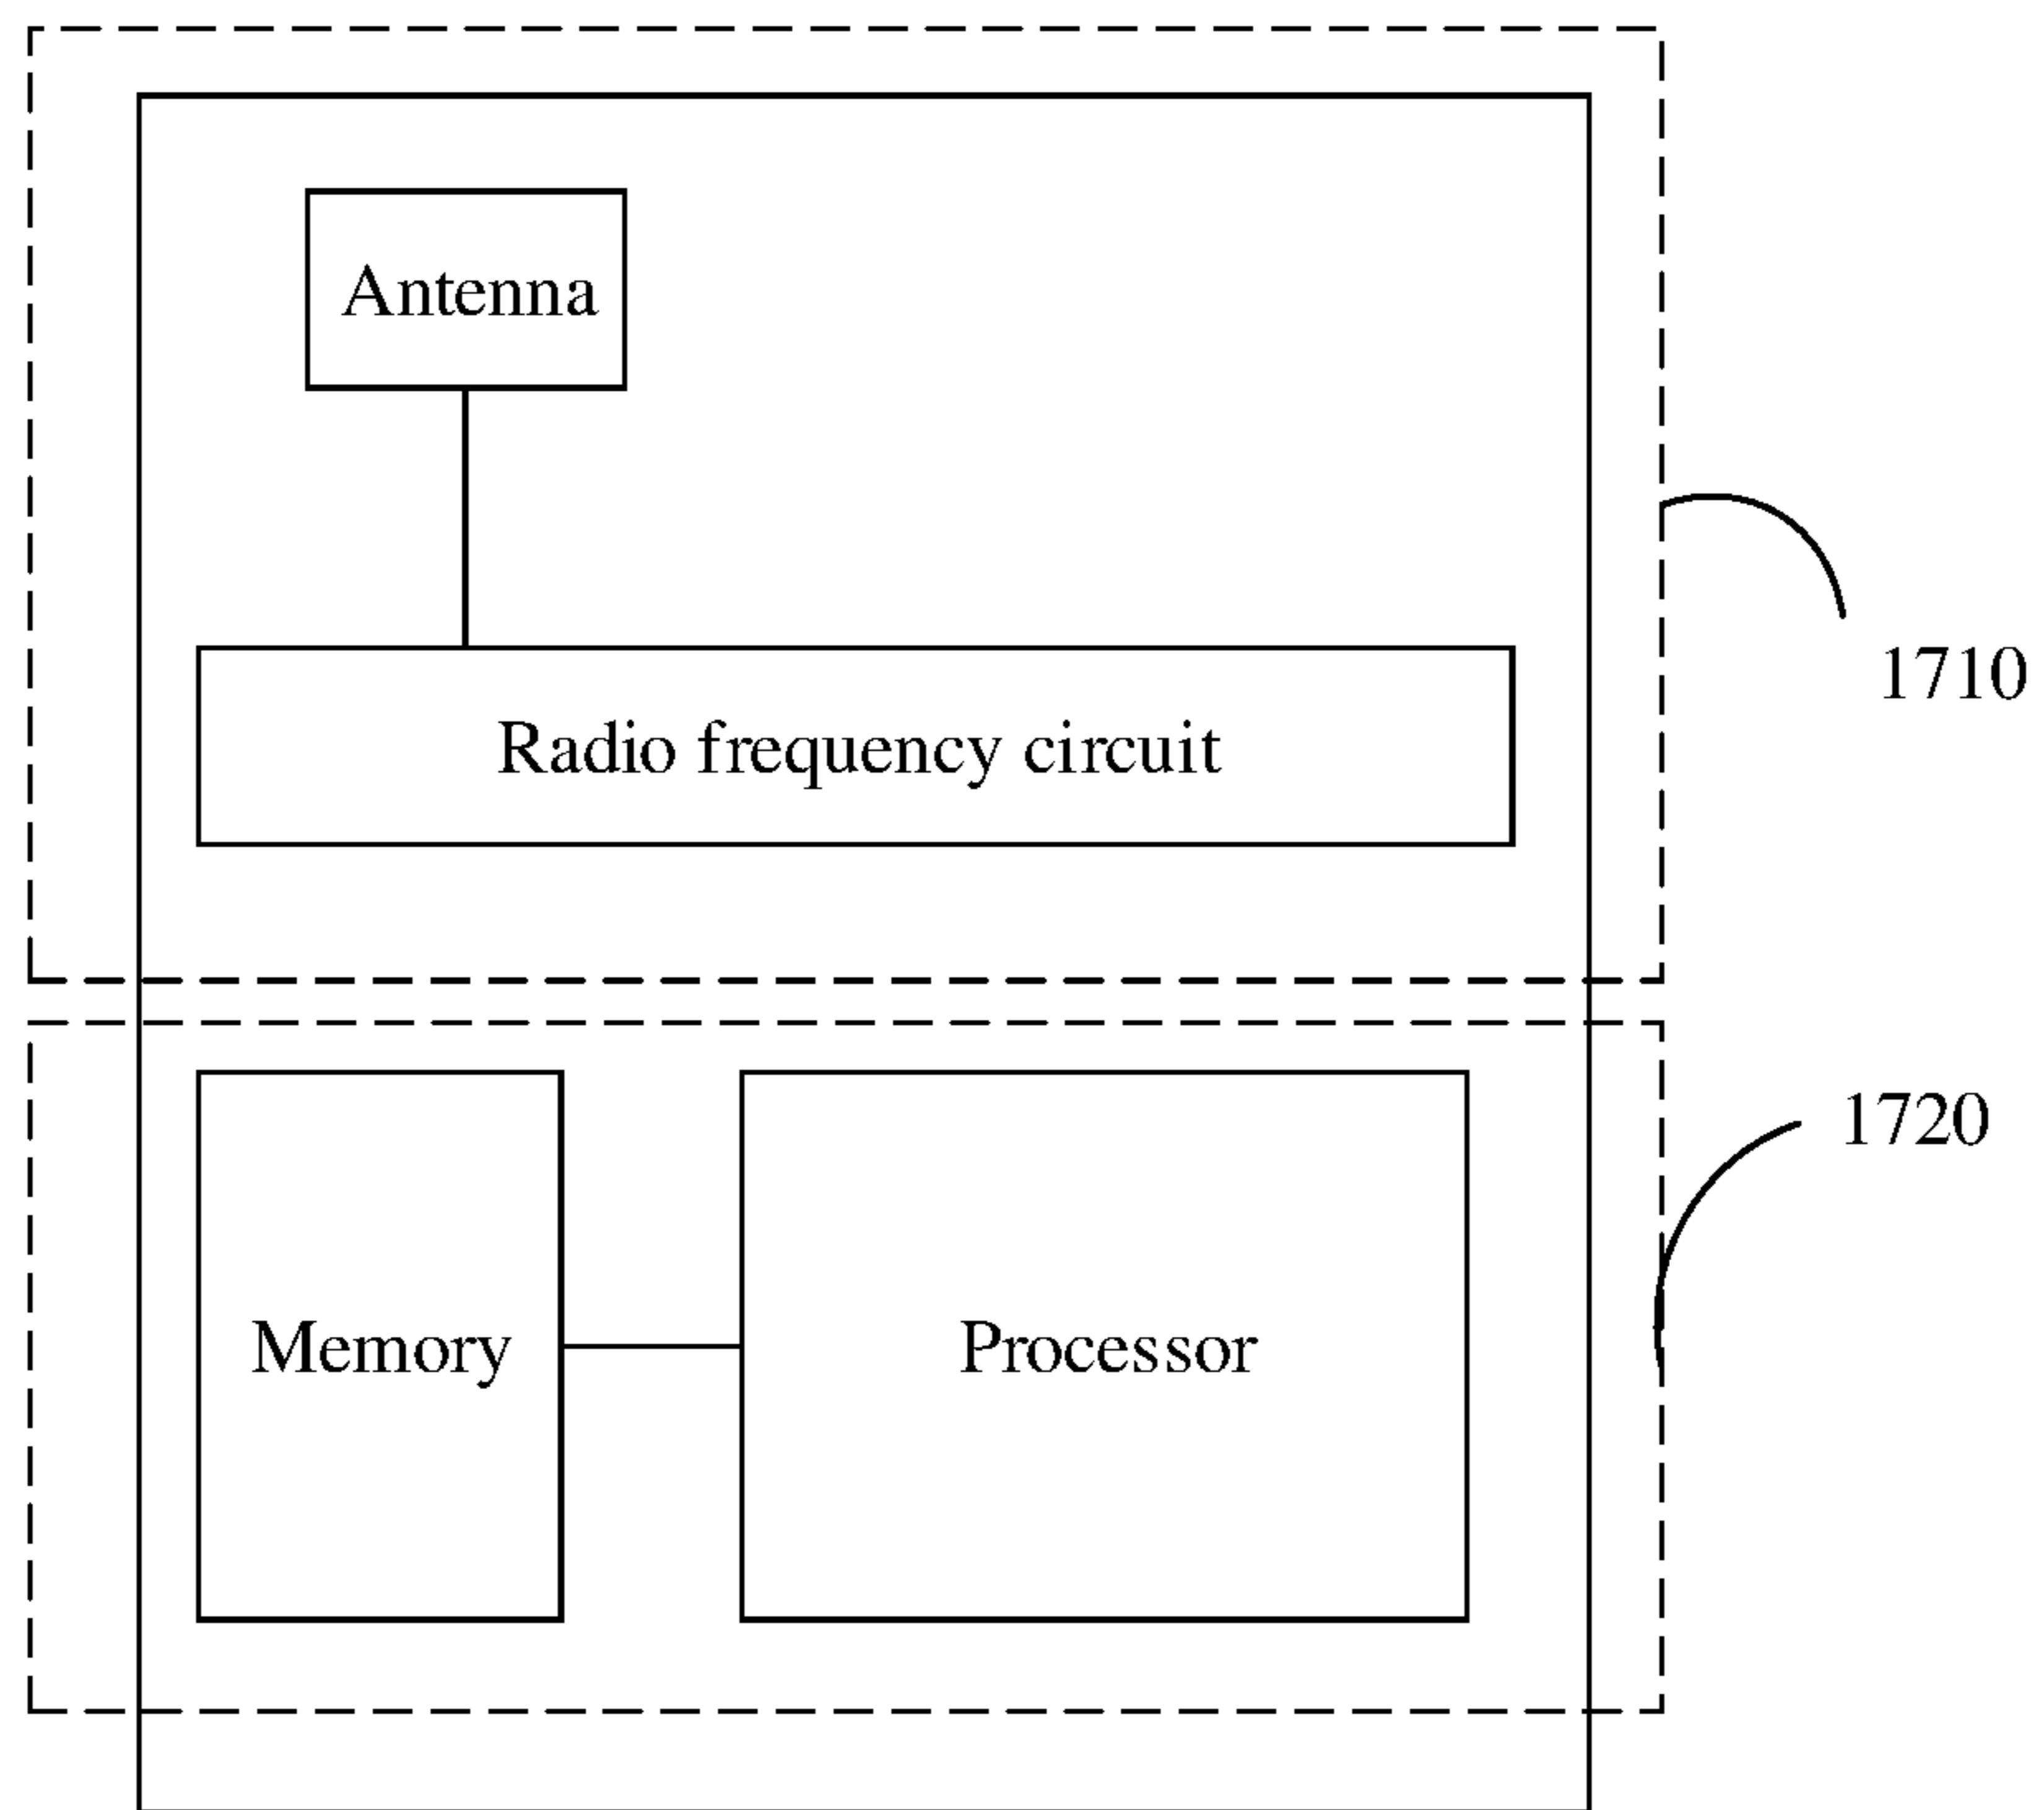 Antenna
Radio frequency circuit
1710
1720
Memory
Processor